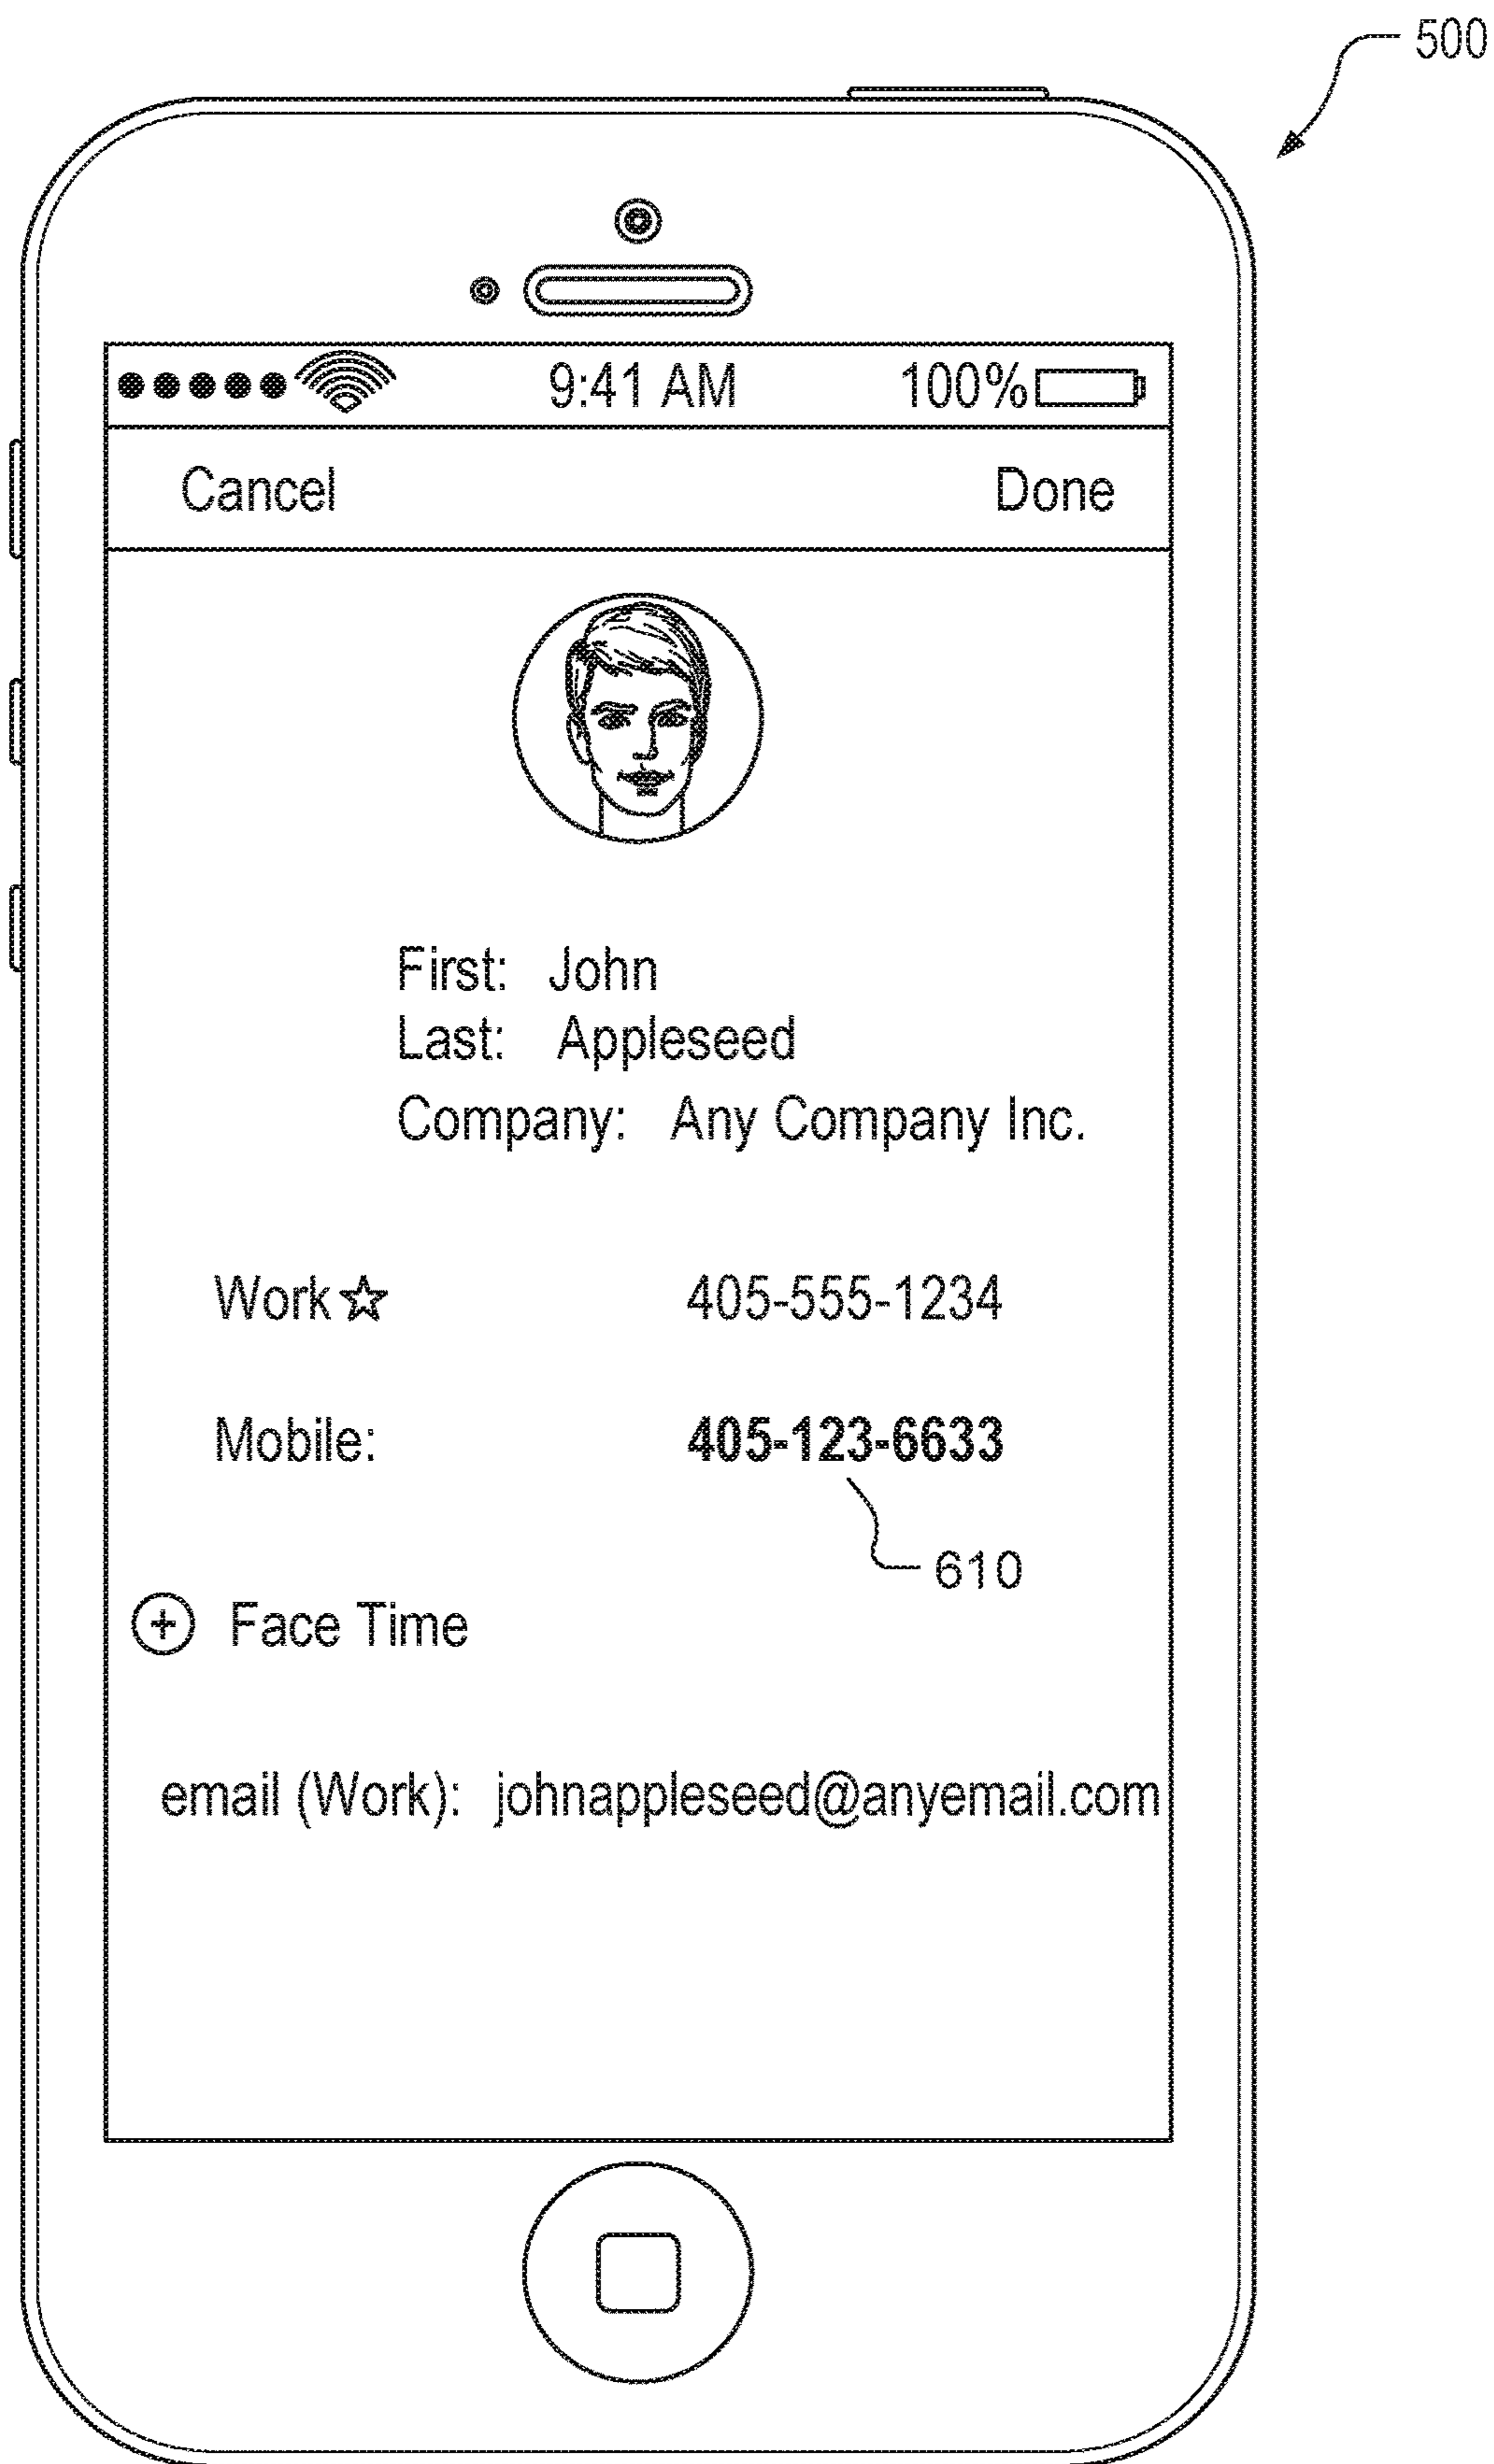 500
9:41 AM 100%
Cancel Done
First: John
Last: Appleseed
Company: Any Company Inc.
Work☆ 405-555-1234
Mobile: 405-123-6633
610
+ Face Time
email (Work): johnappleseed@anyemail.com